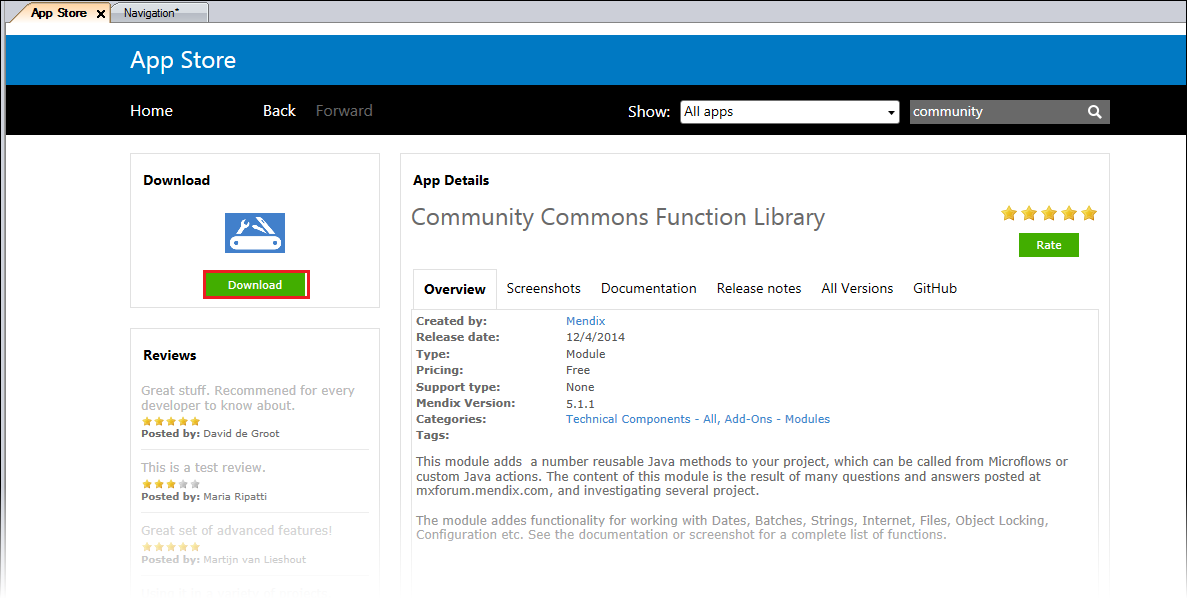 App Store x
Navigation*
App Store
Home
Back
Forward
Show:
All apps
community
Download
Download
Reviews
Great stuff. Recommened for every
developer to know about.
Posted by: David de Groot
This is a test review.
Posted by: Maria Ripatti
Great set of advanced features!
Posted by: Martijn van Lieshout
App Details
Community Commons Function Library
Rate
Overview
Screenshots
Documentation
Release notes
All Versions
GitHub
Created by: Mendix
Release date: 12/4/2014
Type: Module
Pricing: Free
Support type: None
Mendix Version: 5.1.1
Categories: Technical Components - All, Add-Ons - Modules
Tags:
This module adds a number reusable Java methods to your project, which can be called from Microflows or
custom Java actions. The content of this module is the result of many questions and answers posted at
mxforum.mendix.com, and investigating several project.
The module addes functionality for working with Dates, Batches, Strings, Internet, Files, Object Locking,
Configuration etc. See the documentation or screenshot for a complete list of functions.